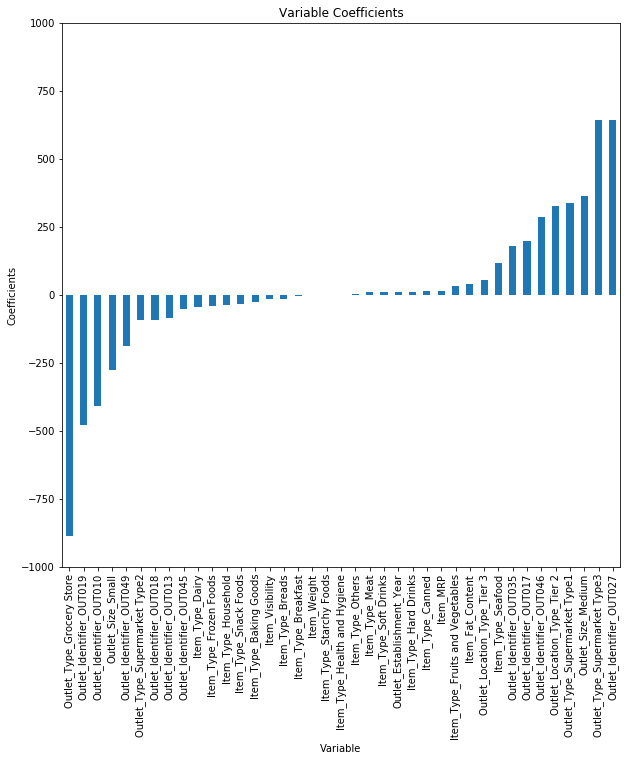 Variable Coefficients
1000
750
500
250
0
−250
−500
−750
−1000
Coefficients
Outlet_Type_Grocery Store
Outlet_Identifier_OUT019
Outlet_Identifier_OUT010
Outlet_Size_Small
Outlet_Identifier_OUT049
Outlet_Type_Supermarket Type2
Outlet_Identifier_OUT018
Outlet_Identifier_OUT013
Outlet_Identifier_OUT045
Item_Type_Dairy
Item_Type_Frozen Foods
Item_Type_Household
Item_Type_Snack Foods
Item_Type_Baking Goods
Item_Visibility
Item_Type_Breads
Item_Type_Breakfast
Item_Weight
Item_Type_Starchy Foods
Item_Type_Health and Hygiene
Item_Type_Others
Item_Type_Meat
Item_Type_Soft Drinks
Outlet_Establishment_Year
Item_Type_Hard Drinks
Item_Type_Canned
Item_MRP
Item_Type_Fruits and Vegetables
Item_Fat_Content
Outlet_Location_Type_Tier 3
Item_Type_Seafood
Outlet_Identifier_OUT035
Outlet_Identifier_OUT017
Outlet_Identifier_OUT046
Outlet_Location_Type_Tier 2
Outlet_Type_Supermarket Type1
Outlet_Size_Medium
Outlet_Type_Supermarket Type3
Outlet_Identifier_OUT027
Variable